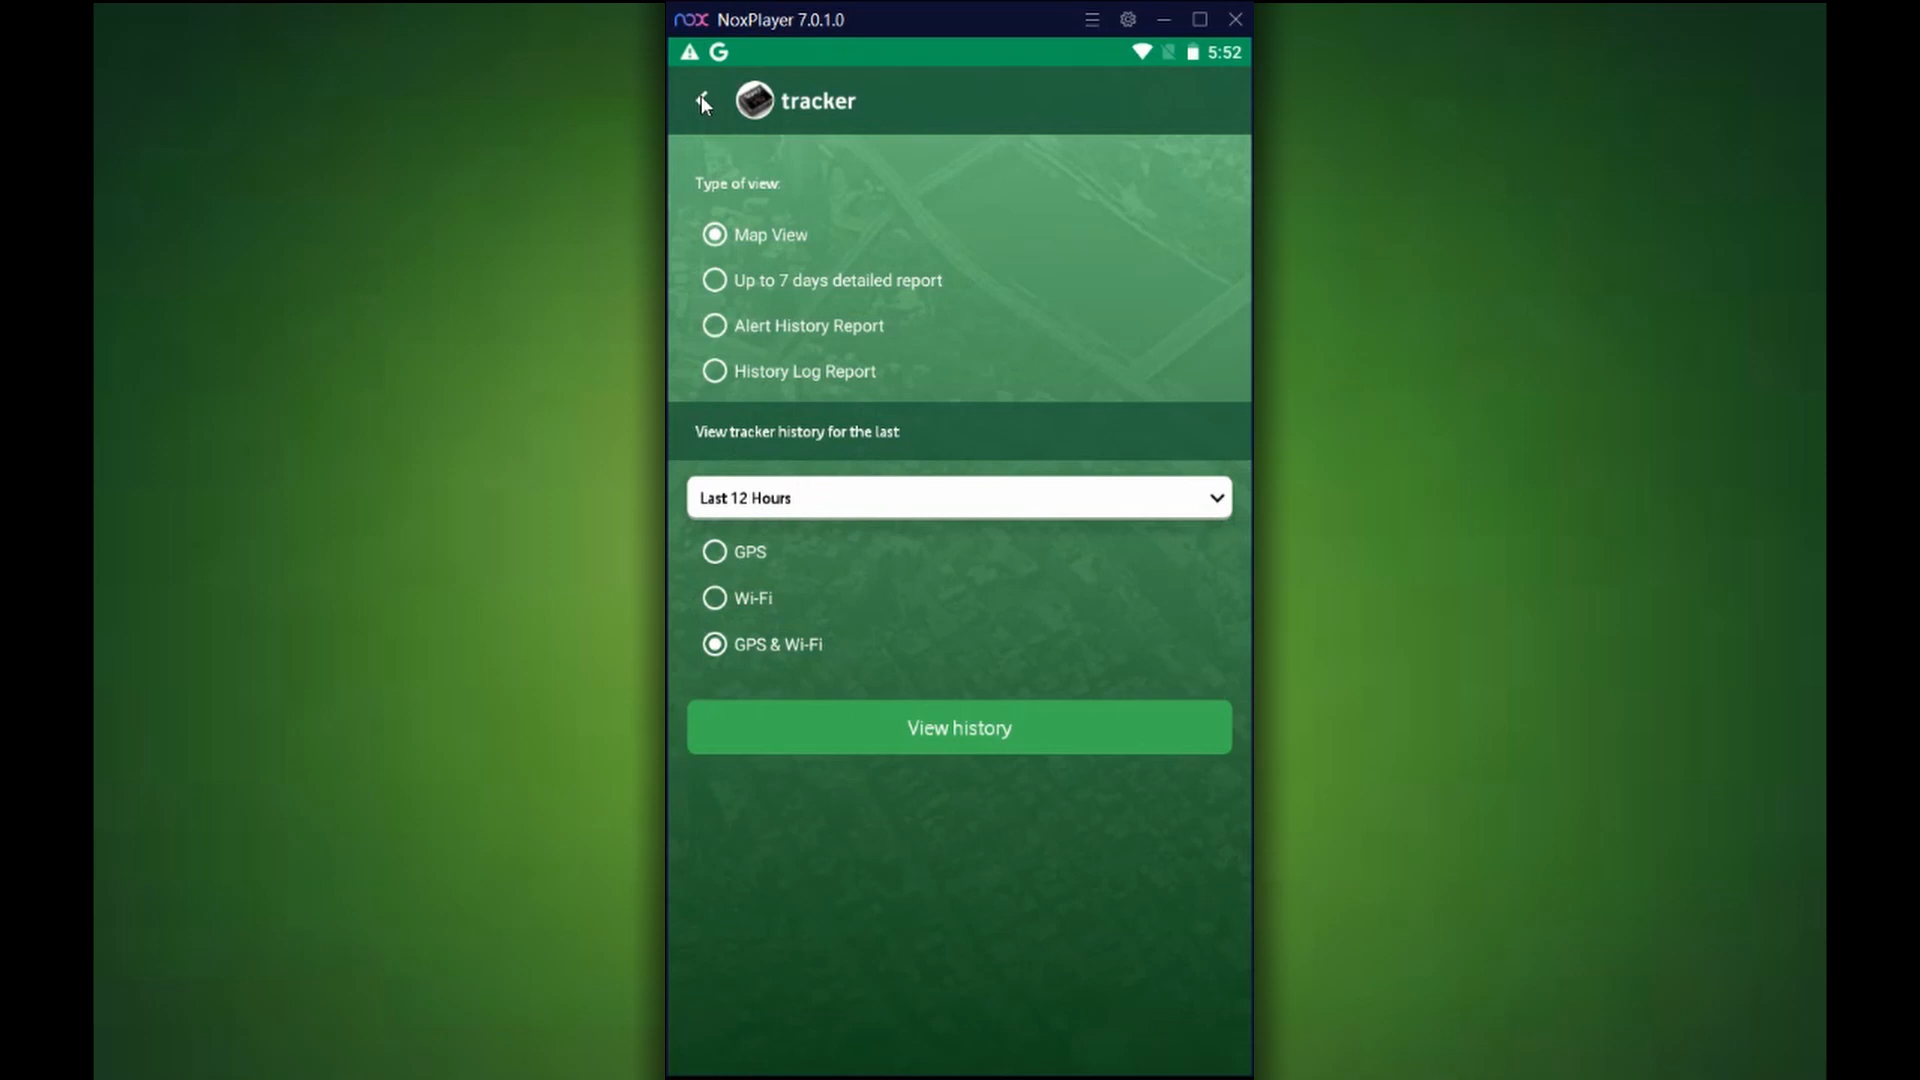 nox NoxPlayer 7.0.1.0
G 5:52
tracker
Type of view:
Map View
Up to 7 days detailed report
Alert History Report
History Log Report
View tracker history for the last
Last 12 Hours
GPS
Wi-Fi
GPS & Wi-Fi
View history